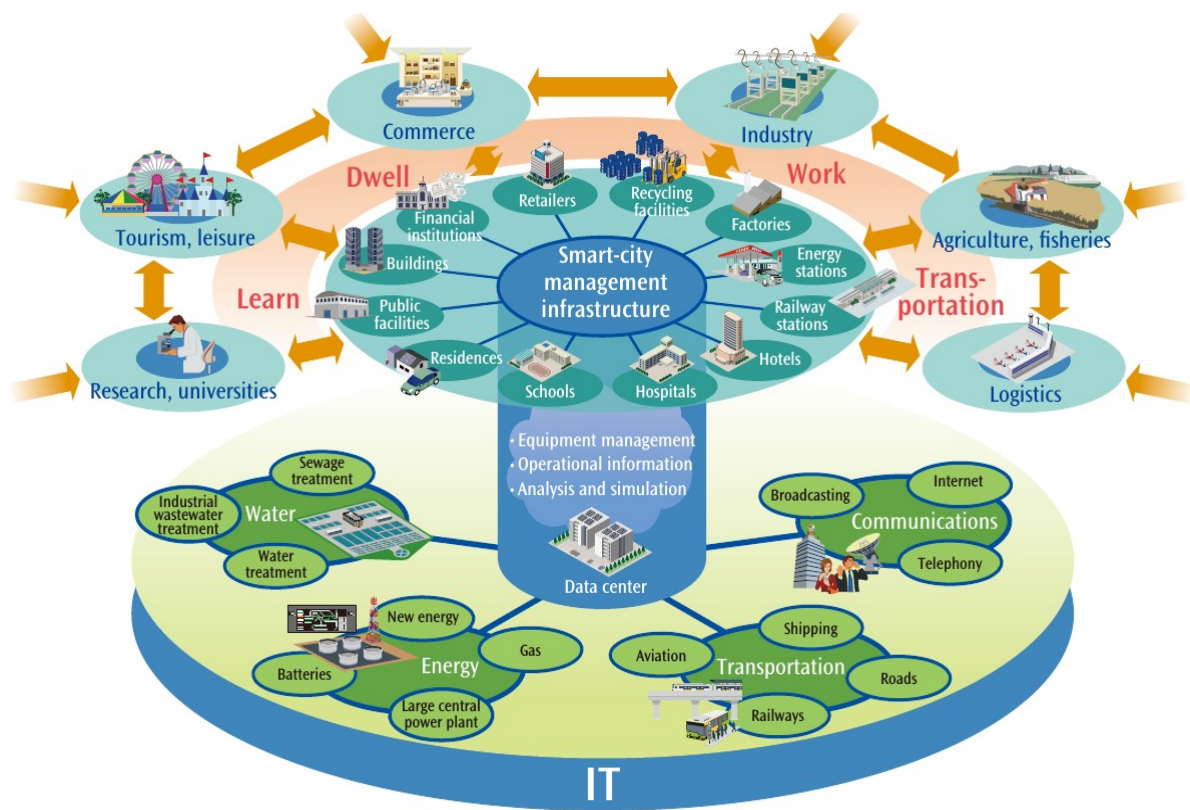 Commerce
Industry
Dwell
Work
Tourism, leisure
Agriculture, fisheries
Learn
Trans-
portation
Research, universities
Logistics
Financial
institutions
Retailers
Recycling
facilities
Factories
Buildings
Energy
stations
Public
facilities
Railway
stations
Residences
Schools
Hospitals
Hotels
Smart-city
management
infrastructure
• Equipment management
• Operational information
• Analysis and simulation
Data center
Sewage
treatment
Industrial
wastewater
treatment
Water
Water
treatment
Broadcasting
Internet
Communications
Telephony
New energy
Gas
Energy
Batteries
Large central
power plant
Shipping
Aviation
Transportation
Roads
Railways
IT